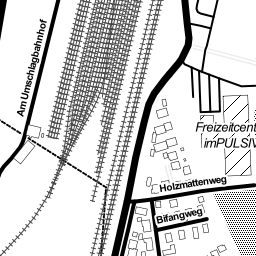 Am Umschlagbahnhof
Freizeitcent
imPULSIV
Holzmattenweg
Bifangweg